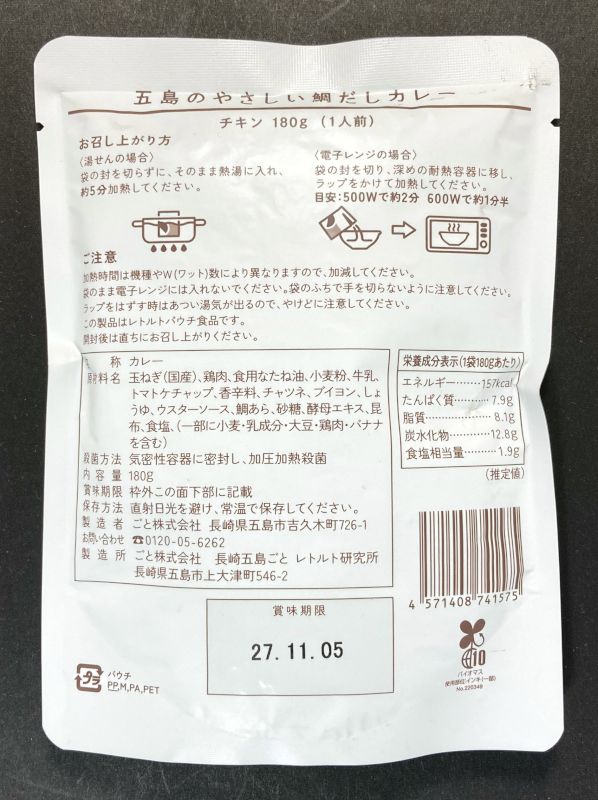 五島のやさしい鯛だしカレー
チキン 180g (1人前)
お召し上がり方
〈湯せんの場合〉
袋の封を切らずに、そのまま熱湯に入れ、
約5分加熱してください。
〈電子レンジの場合〉
袋の封を切り、深めの耐熱容器に移し、
ラップをかけて加熱してください。
目安:500Wで約2分 600Wで約1分半
ご注意
加熱時間は機種やW(ワット)数により異なりますので、加減してください。
袋のまま電子レンジには入れないでください。袋のふちで手を切らないように注意してください。
ラップをはずす時はあつい湯気が出るので、やけどに注意してください。
この製品はレトルトパウチ食品です。
開封後は直ちにお召し上がりください。
名称 カレー
原材料名 玉ねぎ(国産)、鶏肉、食用なたね油、小麦粉、牛乳、
トマトケチャップ、香辛料、チャツネ、ブイヨン、しょ
うゆ、ウスターソース、鯛あら、砂糖、酵母エキス、昆
布、食塩、(一部に小麦・乳成分・大豆・鶏肉・バナナ
を含む)
殺菌方法 気密性容器に密封し、加圧加熱殺菌
内容量 180g
賞味期限 枠外この面下部に記載
保存方法 直射日光を避け、常温で保存してください。
製造者 ごと株式会社 長崎県五島市吉久木町726-1
お問い合わせ ☎0120-05-6262
製造所 ごと株式会社 長崎五島ごと レトルト研究所
長崎県五島市上大津町546-2
栄養成分表示(1袋180gあたり)
エネルギー……157kcal
たんぱく質………7.9g
脂質………8.1g
炭水化物………12.8g
食塩相当量………1.9g
(推定値)
4 571408 741575
賞味期限
27.11.05
プラ
パウチ
PP,M,PA,PET
10
バイオマス
使用部位:インキ(一部)
No.220349